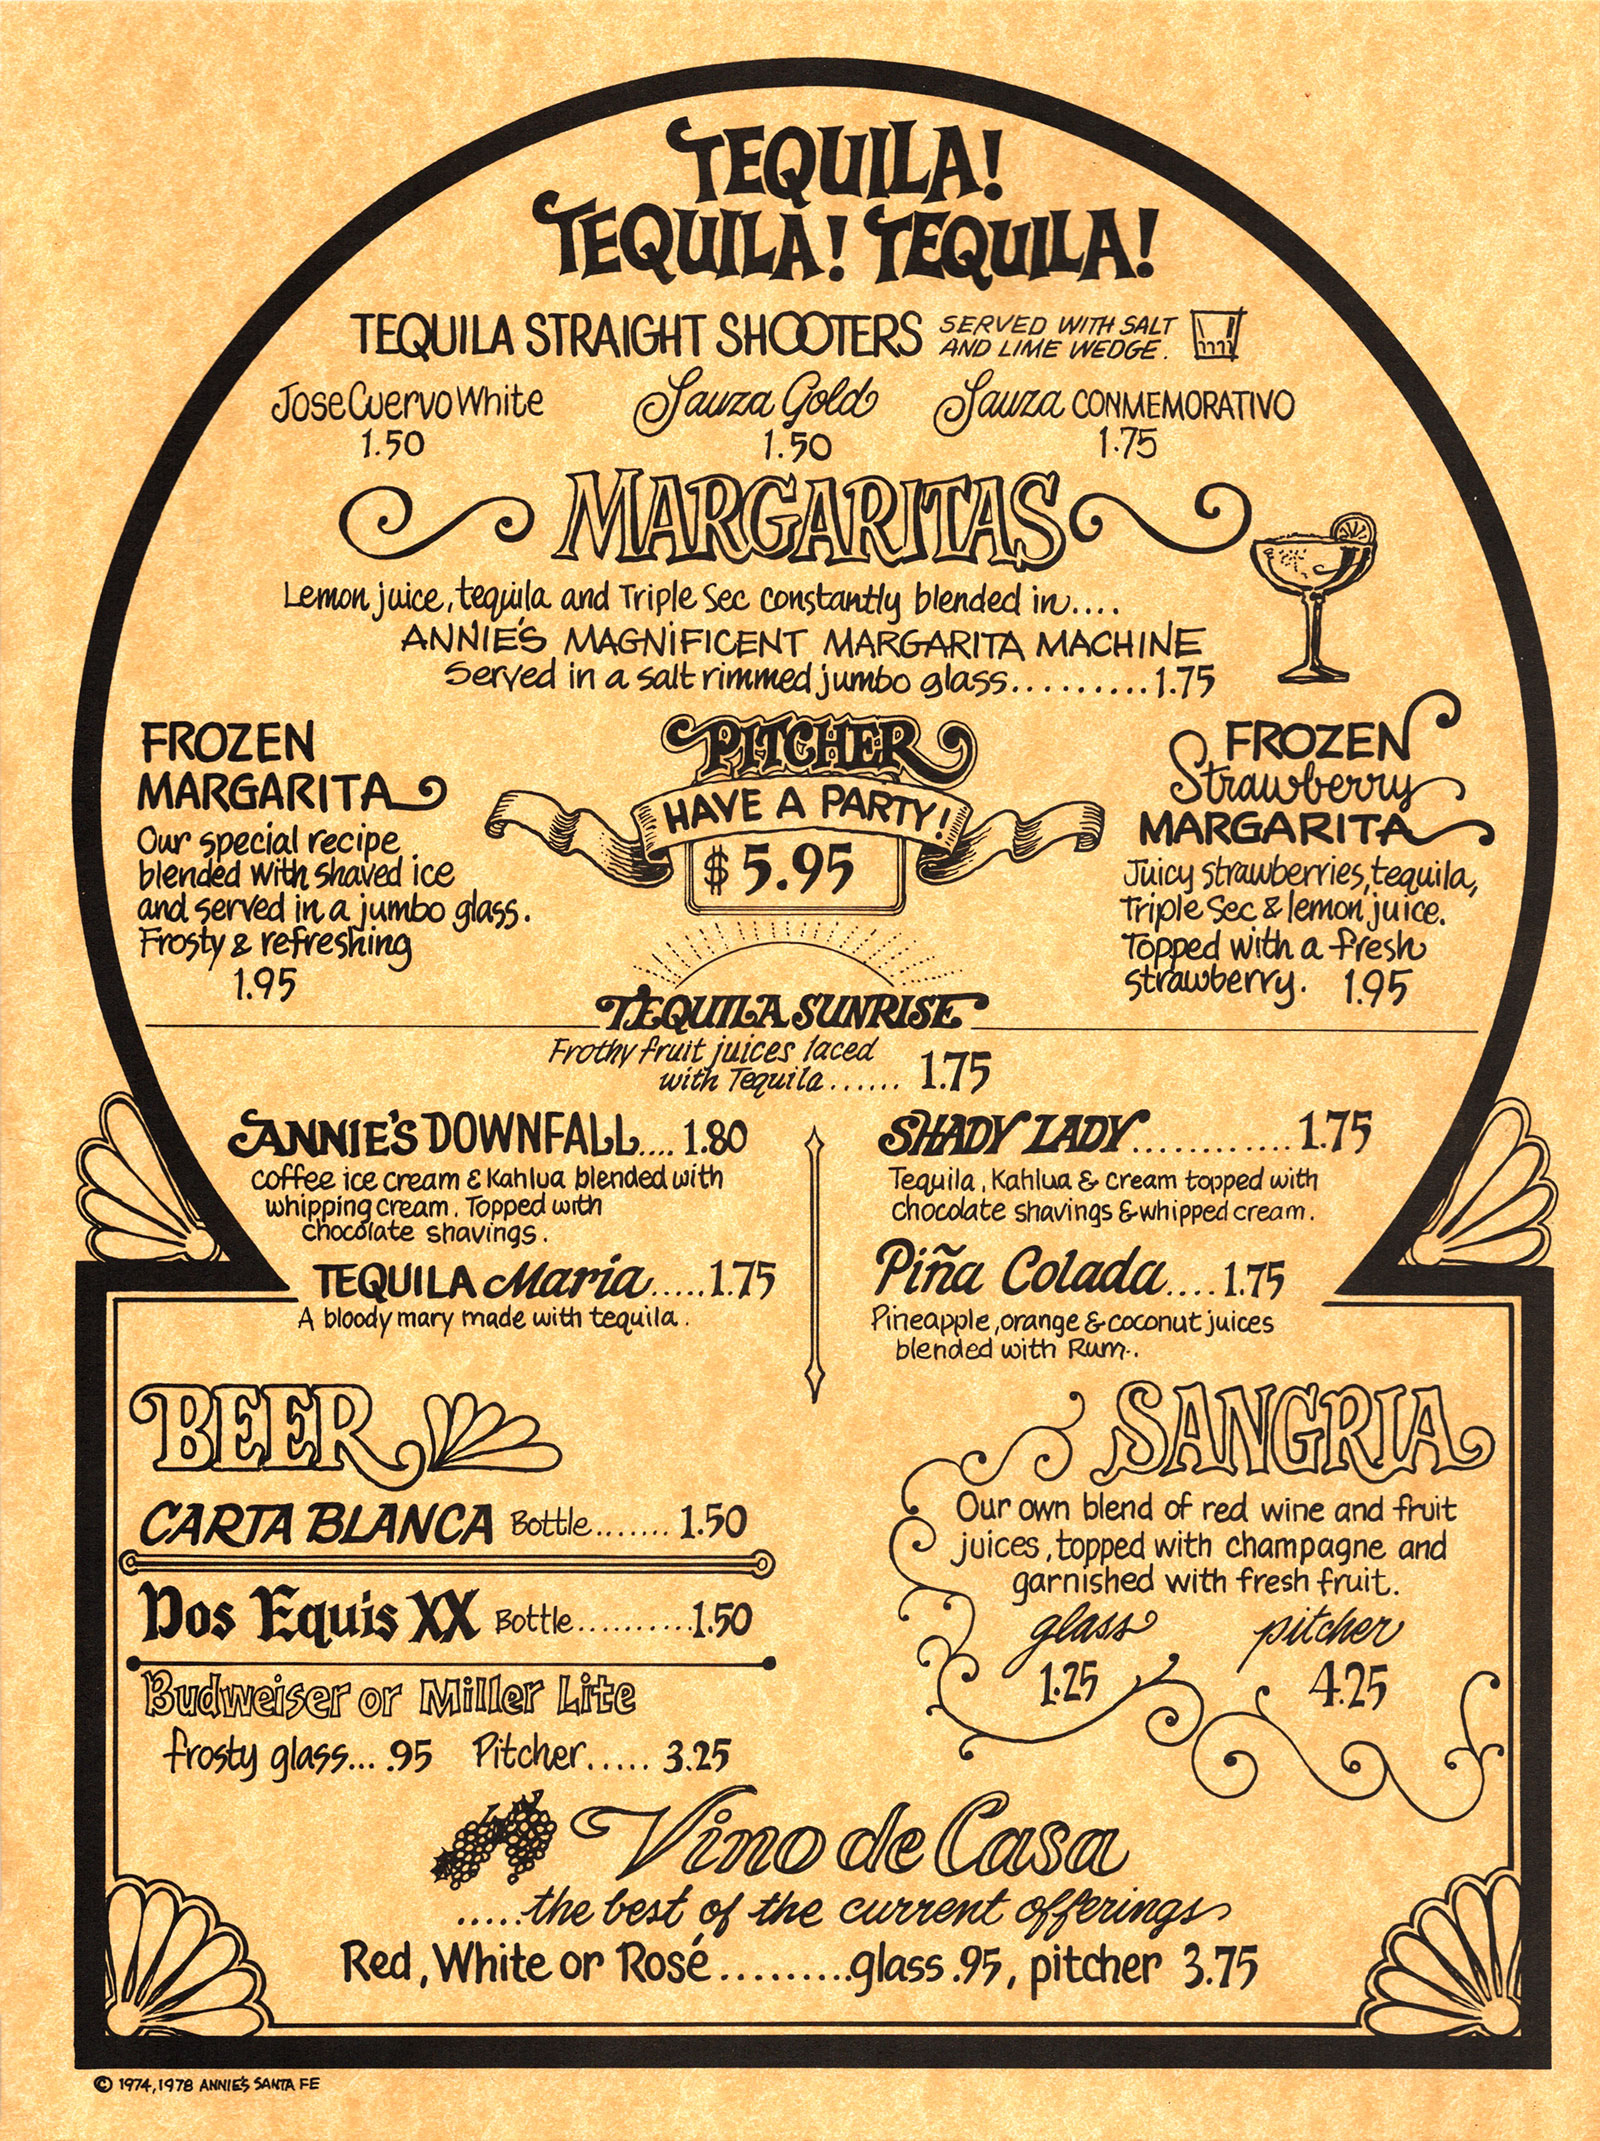 TEQUILA!
TEQUILA! TEQUILA!
TEQUILA STRAIGHT SHOOTERS SERVED WITH SALT
AND LIME WEDGE.
Jose Cuervo White
1.50
Sauza Gold
1.50
Sauza CONMEMORATIVO
1.75
MARGARITAS
Lemon juice, tequila and Triple Sec constantly blended in....
ANNIE'S MAGNIFICENT MARGARITA MACHINE
Served in a salt rimmed jumbo glass.........1.75
FROZEN
MARGARITA
Our special recipe
blended with shaved ice
and served in a jumbo glass.
Frosty & refreshing
1.95
PITCHER
HAVE A PARTY!
$5.95
FROZEN
Strawberry
MARGARITA
Juicy strawberries, tequila,
Triple Sec & lemon juice.
Topped with a fresh
strawberry. 1.95
TEQUILA SUNRISE
Frothy fruit juices laced
with Tequila...... 1.75
ANNIE'S DOWNFALL.... 1.80
coffee ice cream & Kahlua blended with
whipping cream. Topped with
chocolate shavings.
TEQUILA Maria.....1.75
A bloody mary made with tequila.
SHADY LADY............1.75
Tequila, Kahlua & cream topped with
chocolate shavings & whipped cream.
Piña Colada....1.75
Pineapple, orange & coconut juices
blended with Rum.
BEER
CARTA BLANCA Bottle....... 1.50
Dos Equis XX Bottle..........1.50
Budweiser or Miller Lite
frosty glass... .95 Pitcher..... 3.25
SANGRIA
Our own blend of red wine and fruit
juices, topped with champagne and
garnished with fresh fruit.
glass pitcher
1.25 4.25
Vino de Casa
.....the best of the current offerings
Red, White or Rosé.........glass .95, pitcher 3.75
© 1974, 1978 ANNIE'S SANTA FE